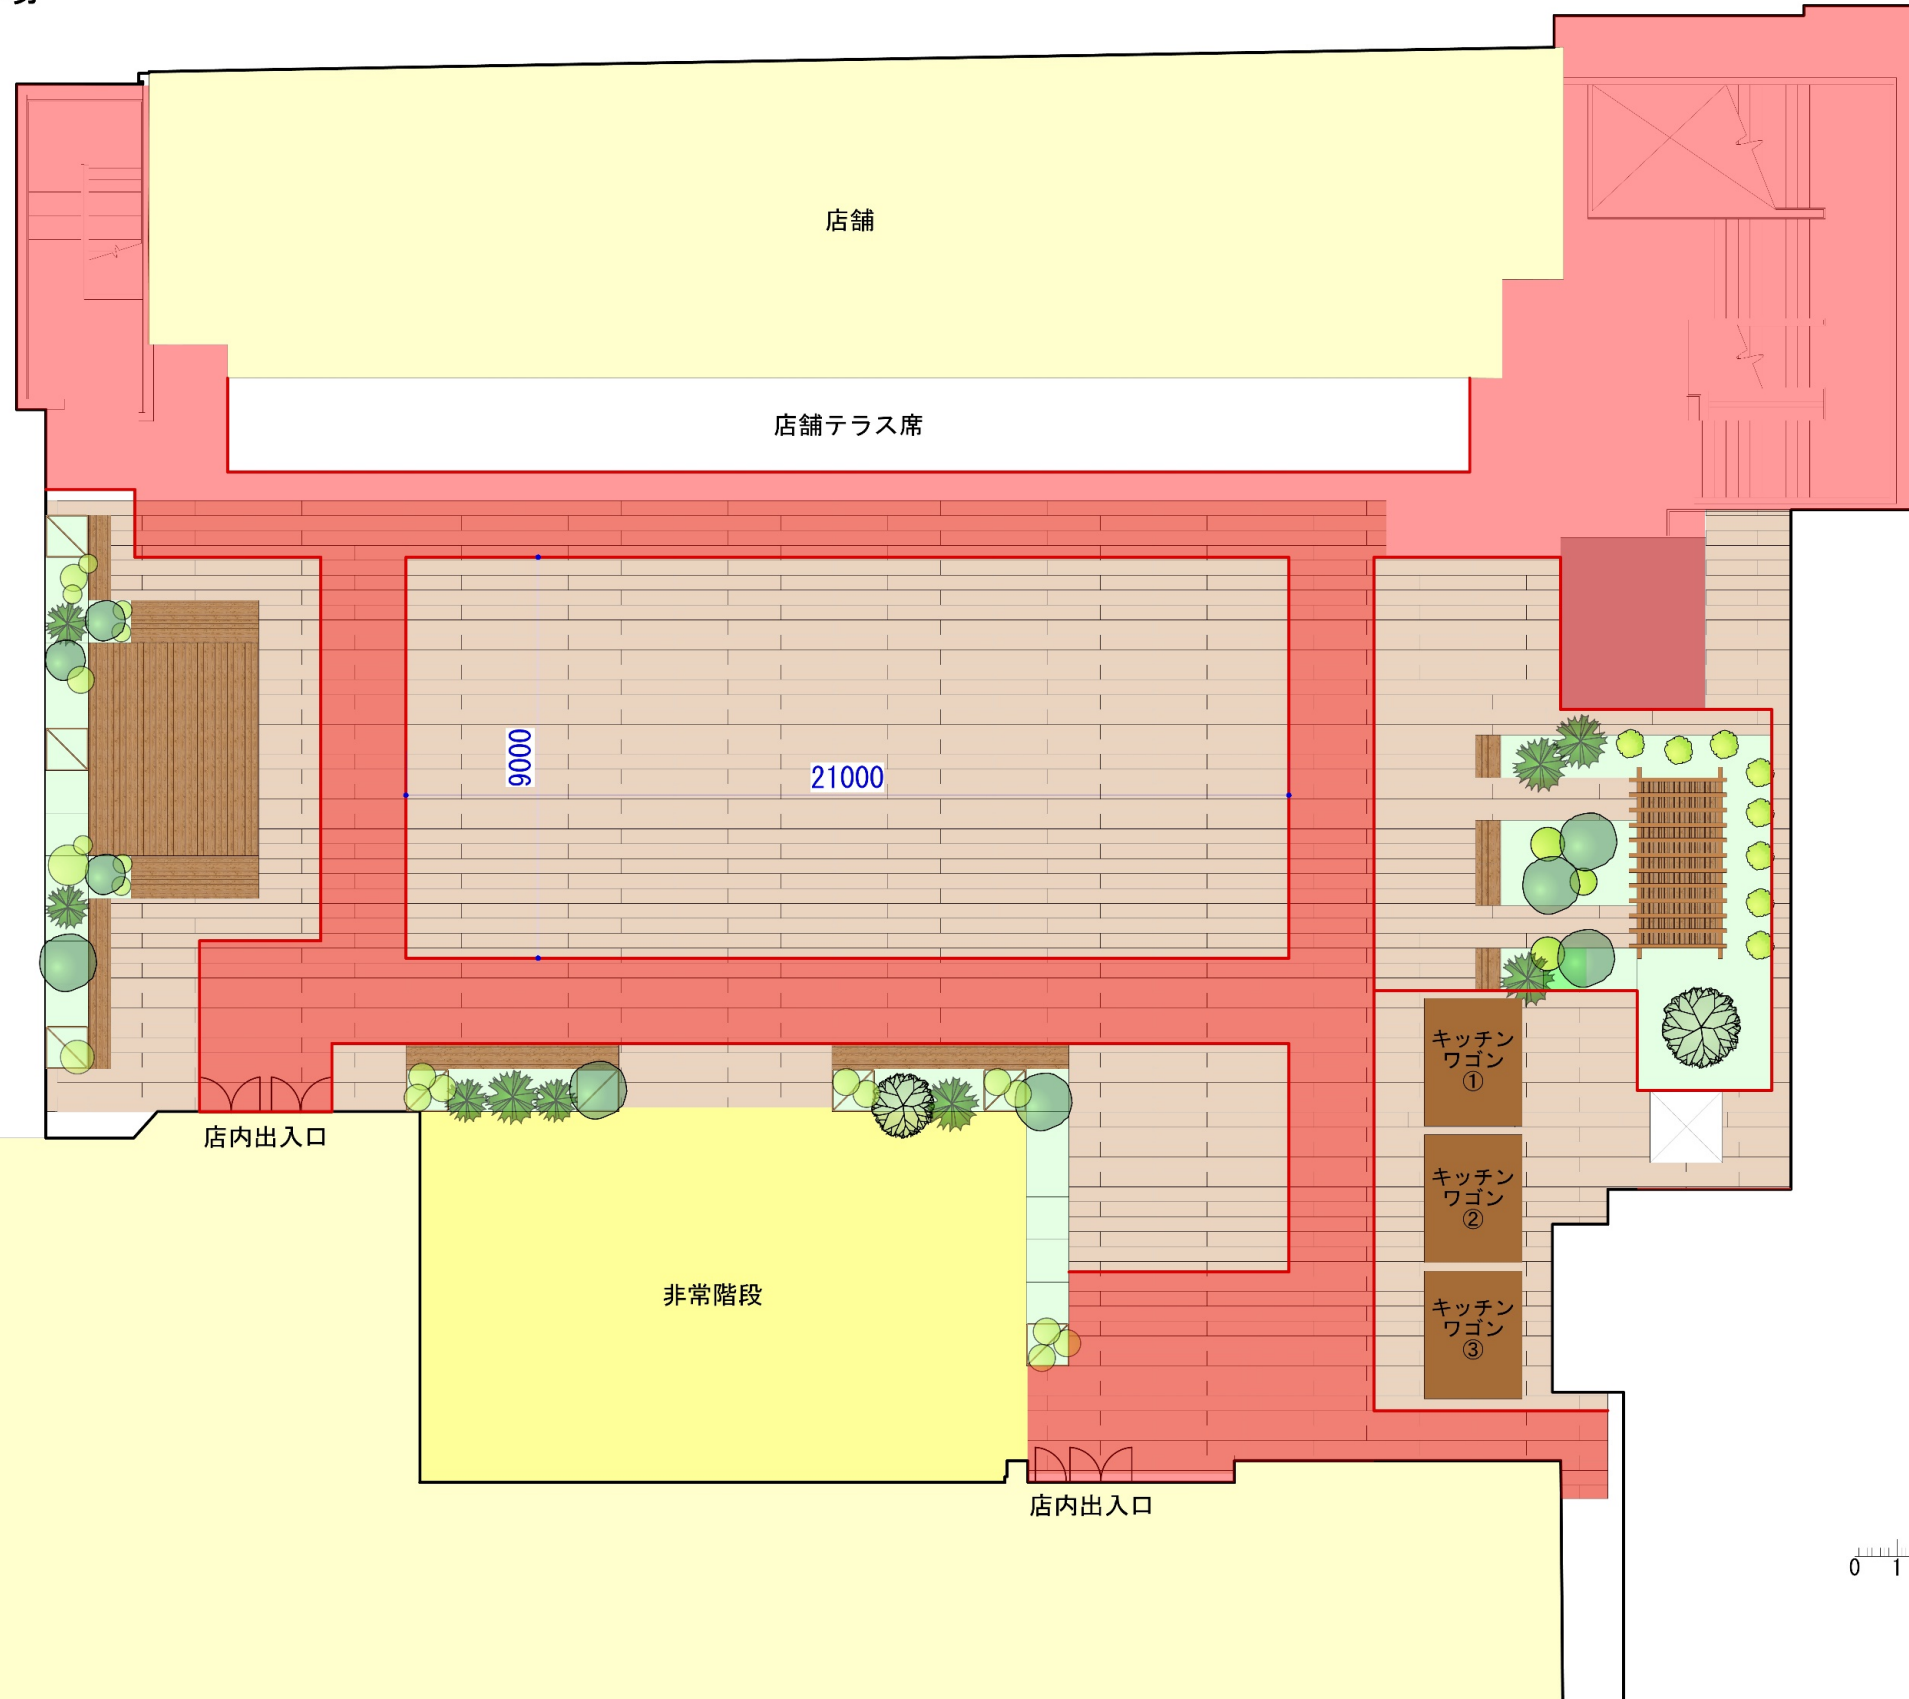 店舗
店舗テラス席
9000
21000
キッチン
ワゴン
①
キッチン
ワゴン
②
キッチン
ワゴン
③
店内出入口
非常階段
店内出入口
0 1